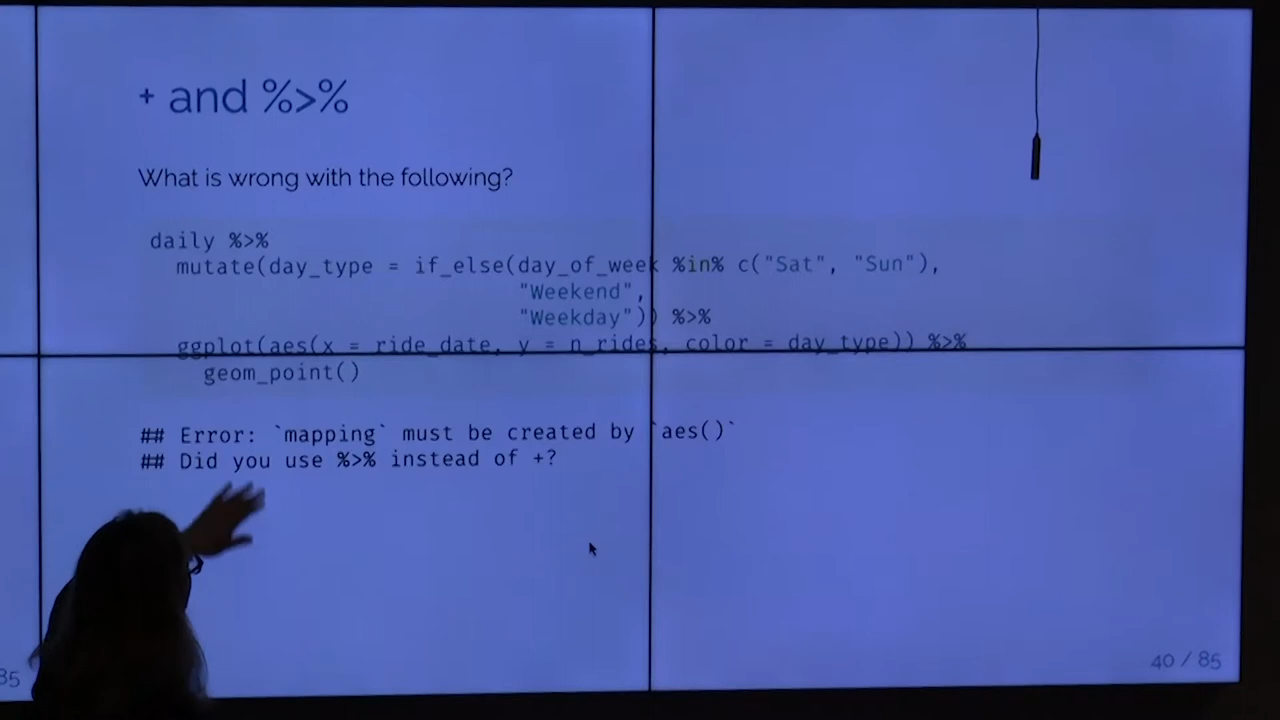 + and %>%
What is wrong with the following?
daily %>%
mutate(day_type = if_else(day_of_week %in% c("Sat", "Sun"),
"Weekend",
"Weekday")) %>%
ggplot(aes(x = ride_date, y = n_rides, color = day_type)) %>%
geom_point()
## Error: `mapping` must be created by `aes()`
## Did you use %>% instead of +?
85
40 / 85